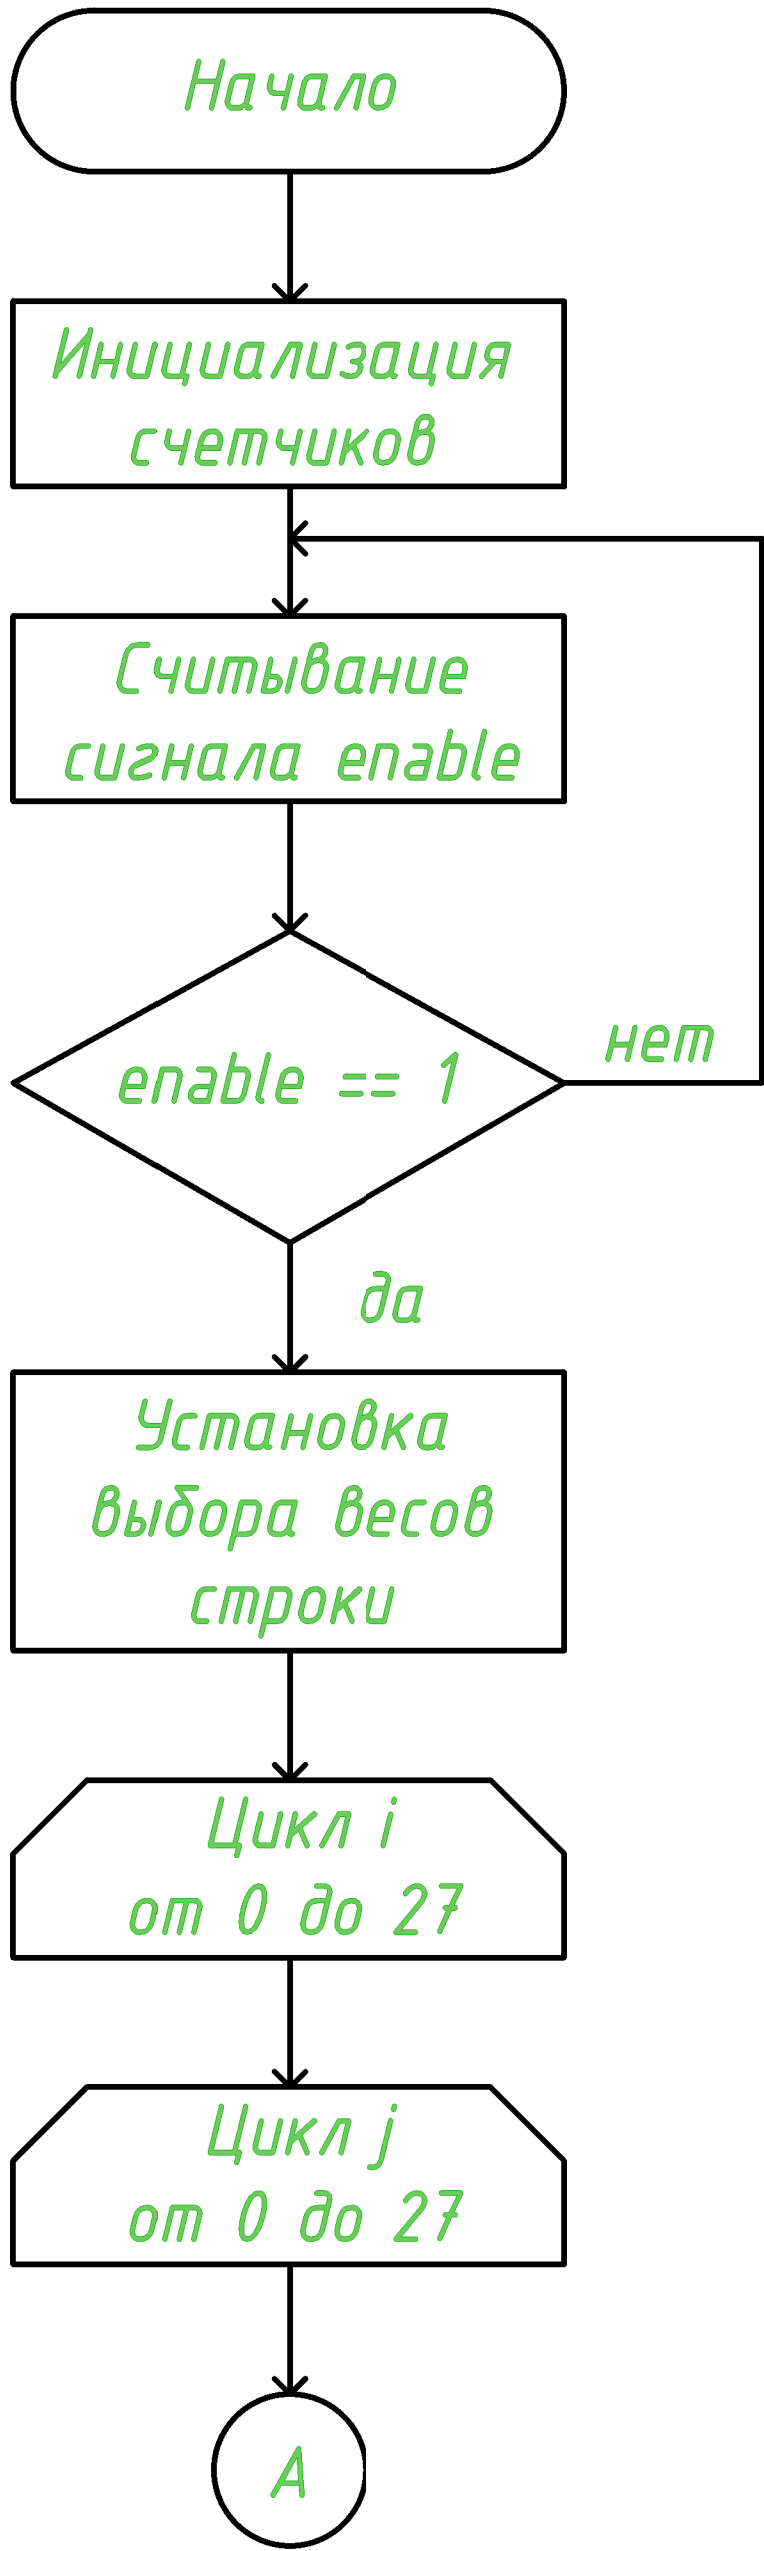 Начало
Инициализация
счетчиков
Считывание
сигнала enable
enable == 1
нет
да
Установка
выбора весов
строки
Цикл i
от 0 до 27
Цикл j
от 0 до 27
А